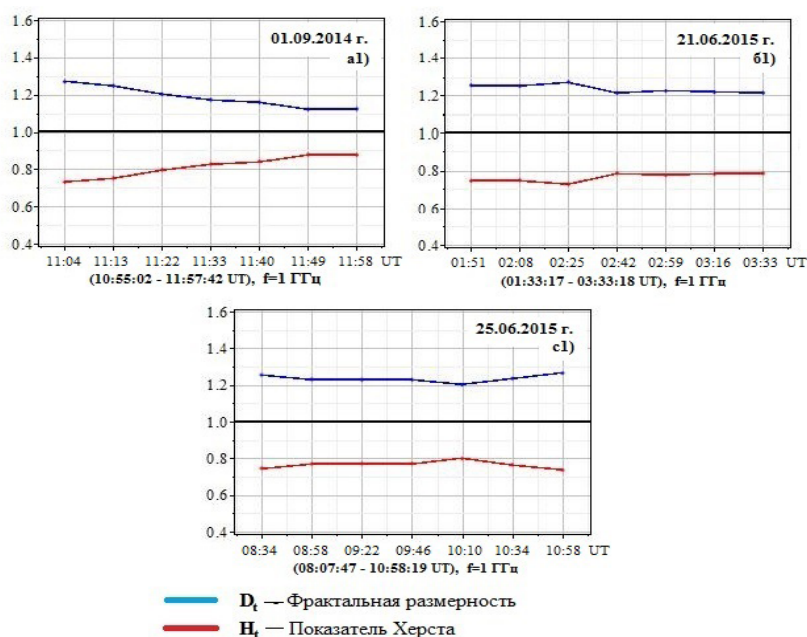 01.09.2014 г.
а1)
1.6
1.4
1.2
1.0
0.8
0.6
0.4
11:04 11:13 11:22 11:33 11:40 11:49 11:58 UT
(10:55:02 - 11:57:42 UT), f=1 ГГц
21.06.2015 г.
б1)
1.6
1.4
1.2
1.0
0.8
0.6
0.4
01:51 02:08 02:25 02:42 02:59 03:16 03:33 UT
(01:33:17 - 03:33:18 UT), f=1 ГГц
25.06.2015 г.
с1)
1.6
1.4
1.2
1.0
0.8
0.6
0.4
08:34 08:58 09:22 09:46 10:10 10:34 10:58 UT
(08:07:47 - 10:58:19 UT), f=1 ГГц
Dt — Фрактальная размерность
Ht — Показатель Херста